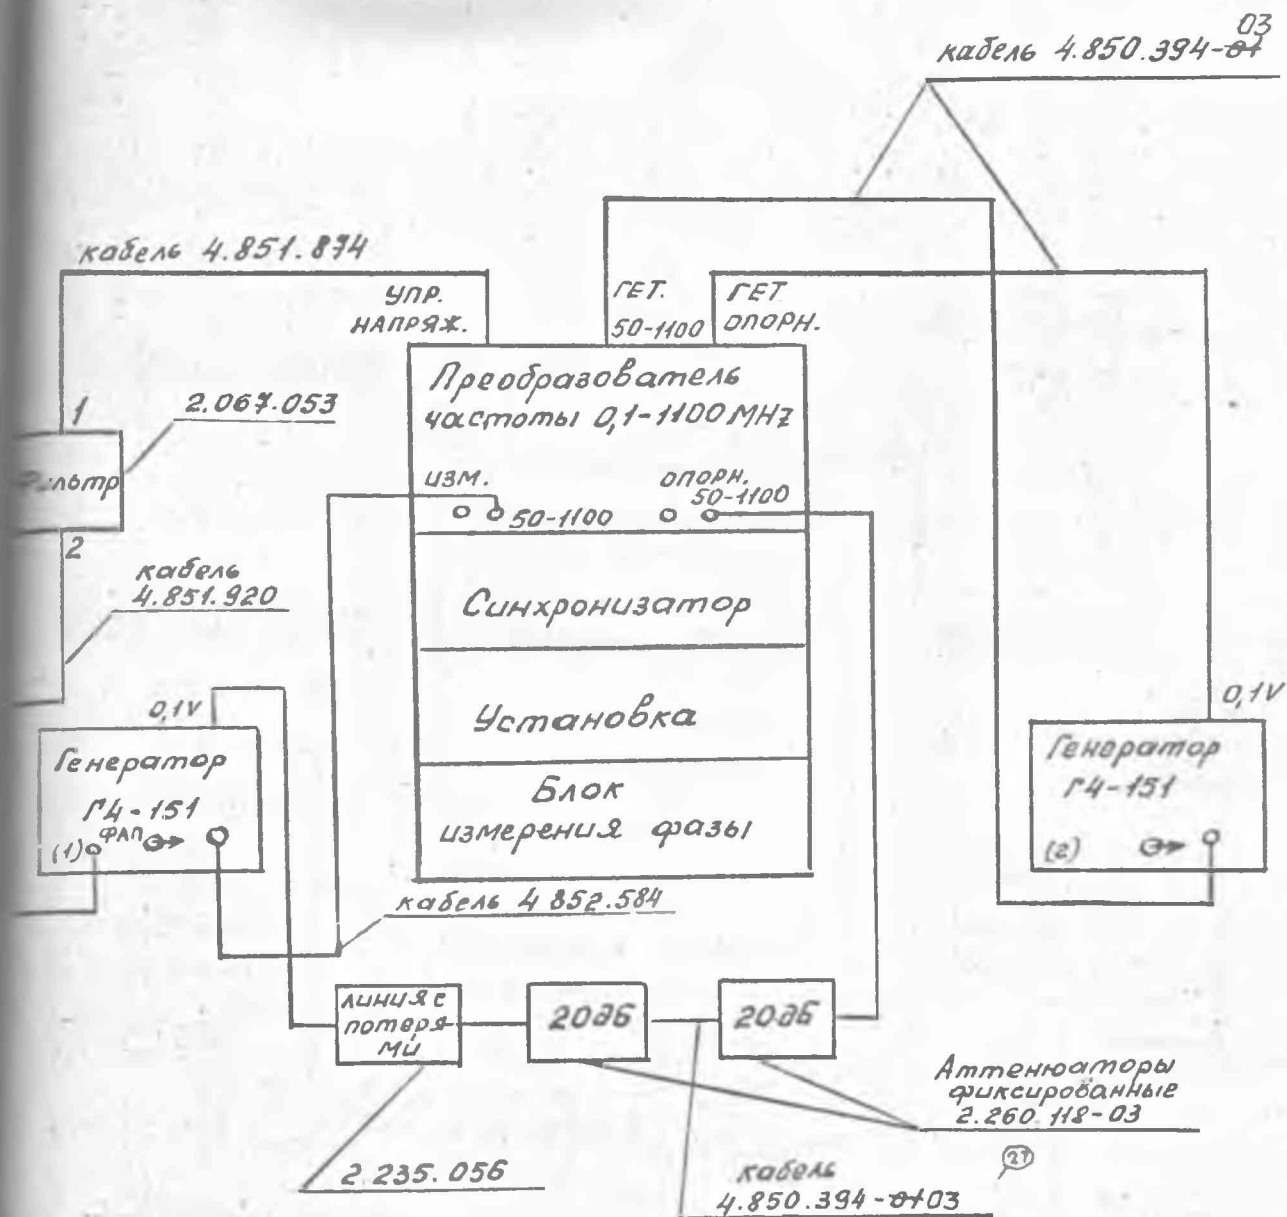 03
кабель 4.850.394-01
кабель 4.851.874
УПР.
НАПРЯЖ.
ГЕТ.
50-1100
ГЕТ
ОПОРН.
Преобразователь
частоты 0,1-1100 MHz
1
2.067.053
Фильтр
2
ИЗМ.
50-1100
ОПОРН.
50-1100
кабель
4.851.920
Синхронизатор
Установка
Блок
измерения фазы
0,1V
Генератор
Г4-151
(1) ФАП
0,1V
Генератор
Г4-151
(2)
кабель 4 852.584
линия с
потеря-
ми
20дБ
20дБ
Аттенюаторы
фиксированные
2.260.118-03
27
2.235.056
кабель
4.850.394-0103